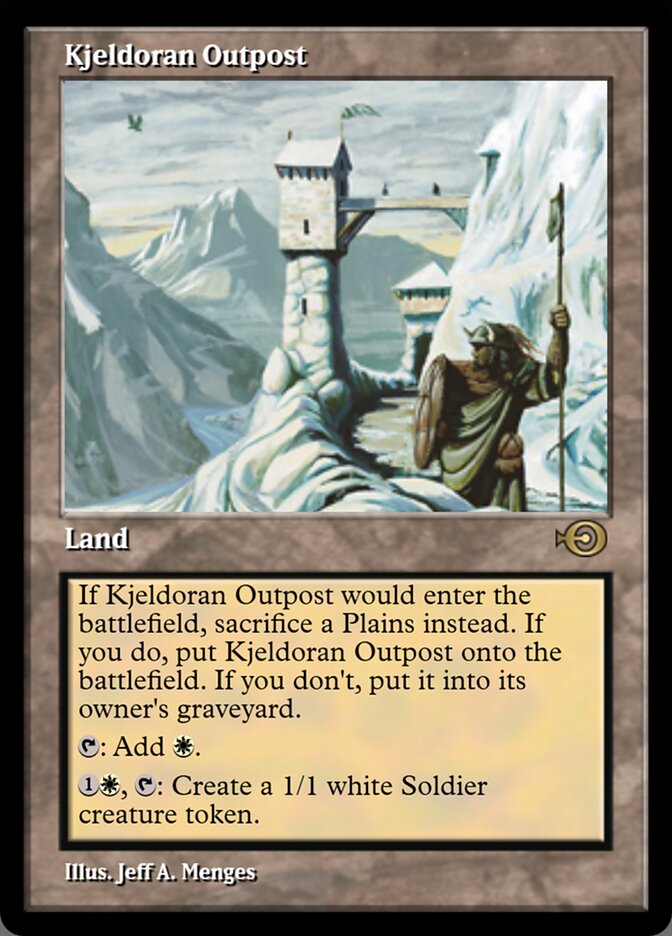 Kjeldoran Outpost
Land
If Kjeldoran Outpost would enter the
battlefield, sacrifice a Plains instead. If
you do, put Kjeldoran Outpost onto the
battlefield. If you don't, put it into its
owner's graveyard.
: Add .
1, : Create a 1/1 white Soldier
creature token.
Illus. Jeff A. Menges